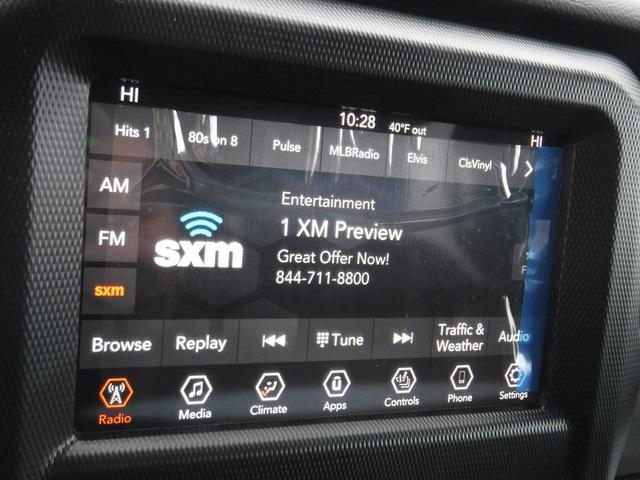 HI
10:28
40°F out
HI
Hits 1
80s on 8
Pulse
MLBRadio
Elvis
ClsVinyl
AM
FM
sxm
sxm
Entertainment
1 XM Preview
Great Offer Now!
844-711-8800
Fav
Browse
Replay
Tune
Traffic &
Weather
Audio
Radio
Media
Climate
Apps
Controls
Phone
Settings